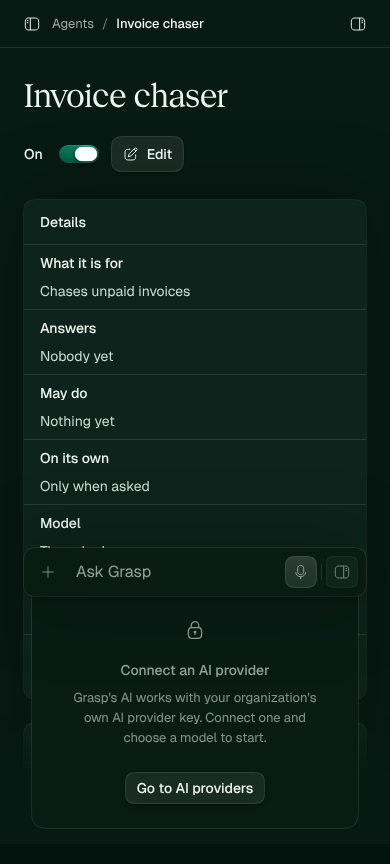 Agents / Invoice chaser
Invoice chaser
On
Edit
Details
What it is for
Chases unpaid invoices
Answers
Nobody yet
May do
Nothing yet
On its own
Only when asked
Model
Ask Grasp
Connect an AI provider
Grasp's AI works with your organization's
own AI provider key. Connect one and
choose a model to start.
Go to AI providers